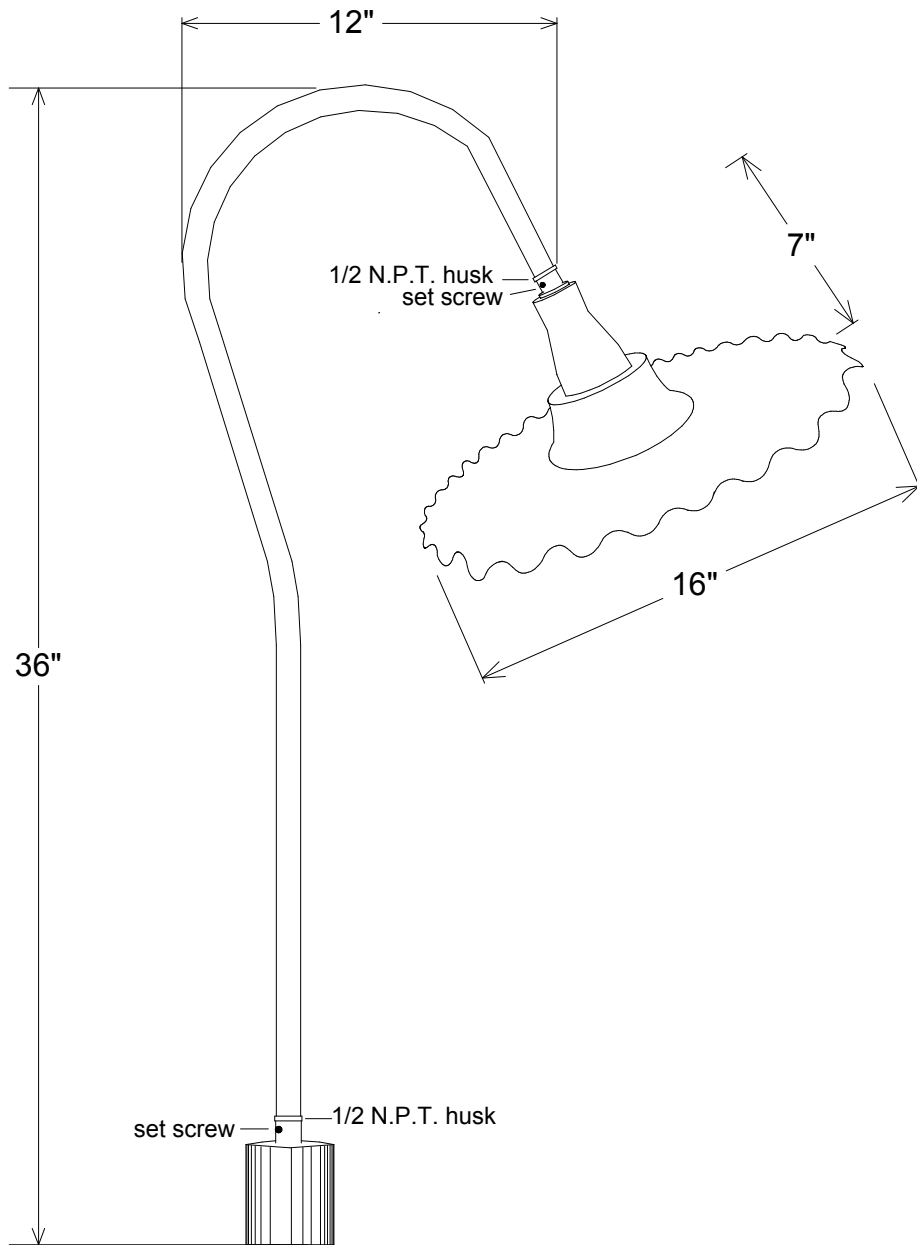 12"
7"
1/2 N.P.T. husk
set screw
16"
36"
1/2 N.P.T. husk
set screw